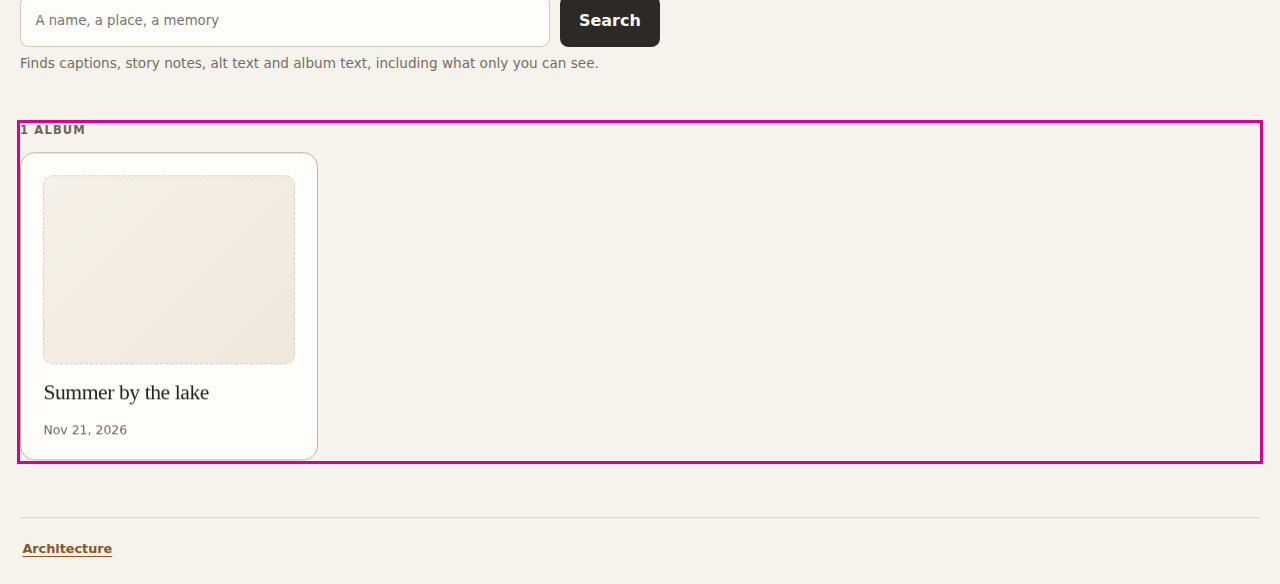 A name, a place, a memory
Search
Finds captions, story notes, alt text and album text, including what only you can see.
1 ALBUM
Summer by the lake
Nov 21, 2026
Architecture